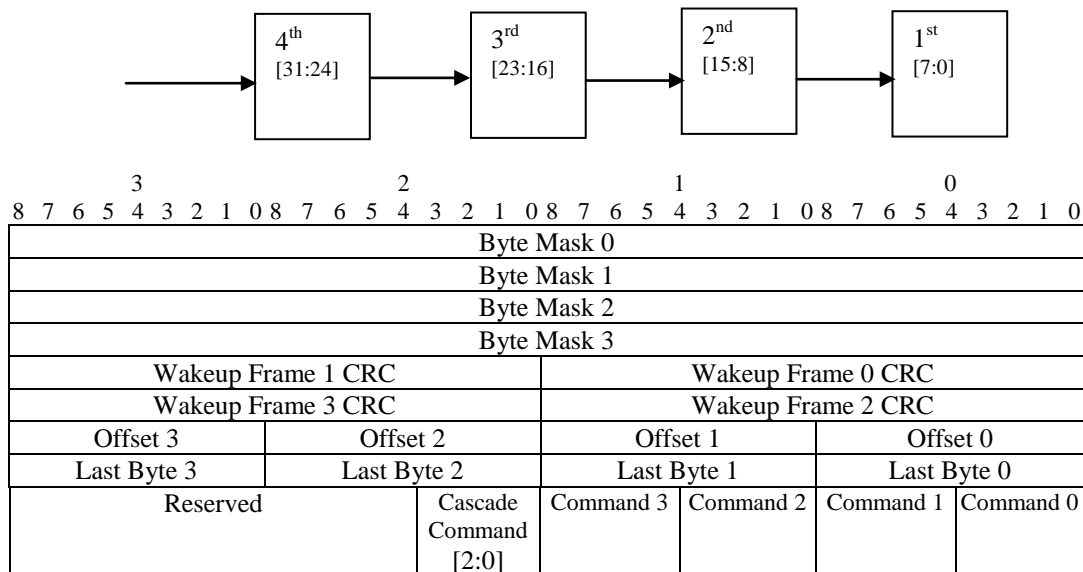 4th 3rd 2nd 1st
[31:24] [23:16] [15:8] [7:0]
3 2 1 0
8 7 6 5 4 3 2 1 0 8 7 6 5 4 3 2 1 0 8 7 6 5 4 3 2 1 0 8 7 6 5 4 3 2 1 0
Byte Mask 0
Byte Mask 1
Byte Mask 2
Byte Mask 3
Wakeup Frame 1 CRC Wakeup Frame 0 CRC
Wakeup Frame 3 CRC Wakeup Frame 2 CRC
Offset 3 Offset 2 Offset 1 Offset 0
Last Byte 3 Last Byte 2 Last Byte 1 Last Byte 0
Reserved Cascade Command 3 Command 2 Command 1 Command 0
Command
[2:0]